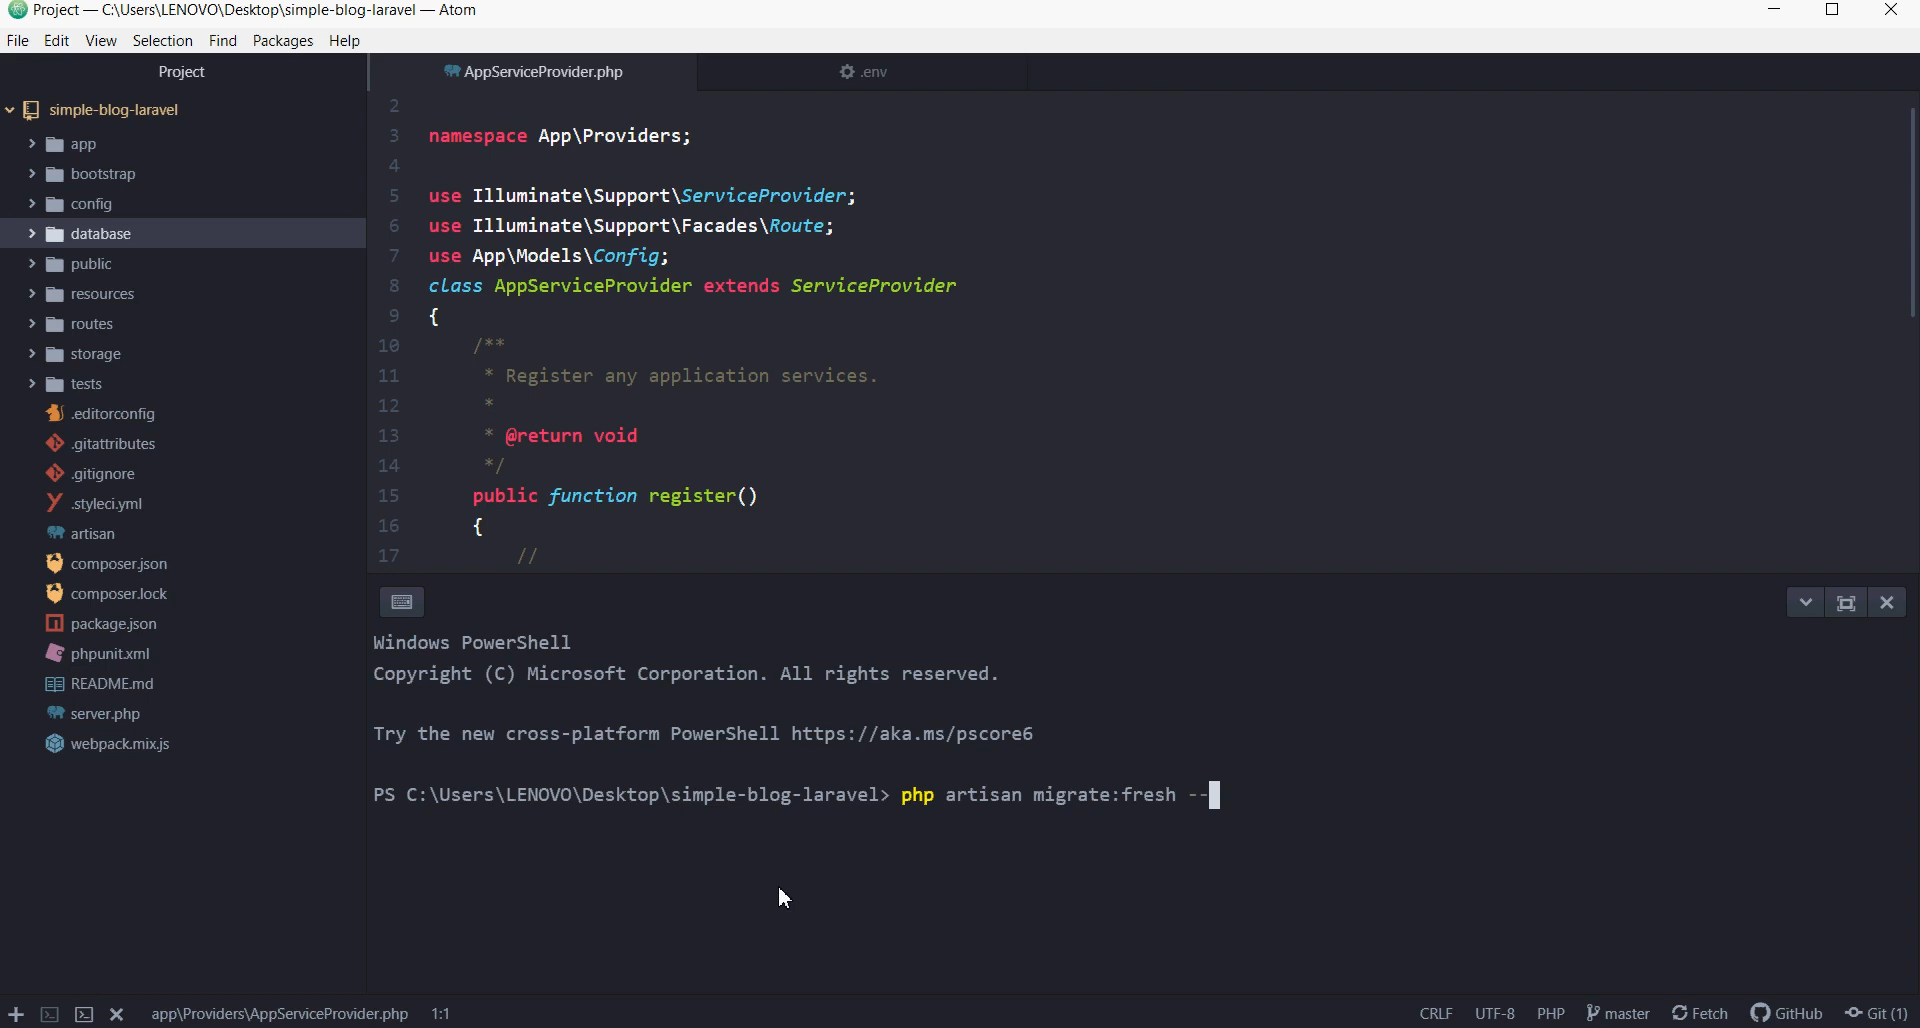 Project — C:\Users\LENOVO\Desktop\simple-blog-laravel — Atom
File Edit View Selection Find Packages Help
Project
simple-blog-laravel
app
bootstrap
config
database
public
resources
routes
storage
tests
.editorconfig
.gitattributes
.gitignore
.styleci.yml
artisan
composer.json
composer.lock
package.json
phpunit.xml
README.md
server.php
webpack.mix.js
AppServiceProvider.php .env
2
3 namespace App\Providers;
4
5 use Illuminate\Support\ServiceProvider;
6 use Illuminate\Support\Facades\Route;
7 use App\Models\Config;
8 class AppServiceProvider extends ServiceProvider
9 {
10 /**
11 * Register any application services.
12 *
13 * @return void
14 */
15 public function register()
16 {
17 //
Windows PowerShell
Copyright (C) Microsoft Corporation. All rights reserved.
Try the new cross-platform PowerShell https://aka.ms/pscore6
PS C:\Users\LENOVO\Desktop\simple-blog-laravel> php artisan migrate:fresh --
app\Providers\AppServiceProvider.php 1:1 CRLF UTF-8 PHP master Fetch GitHub Git (1)